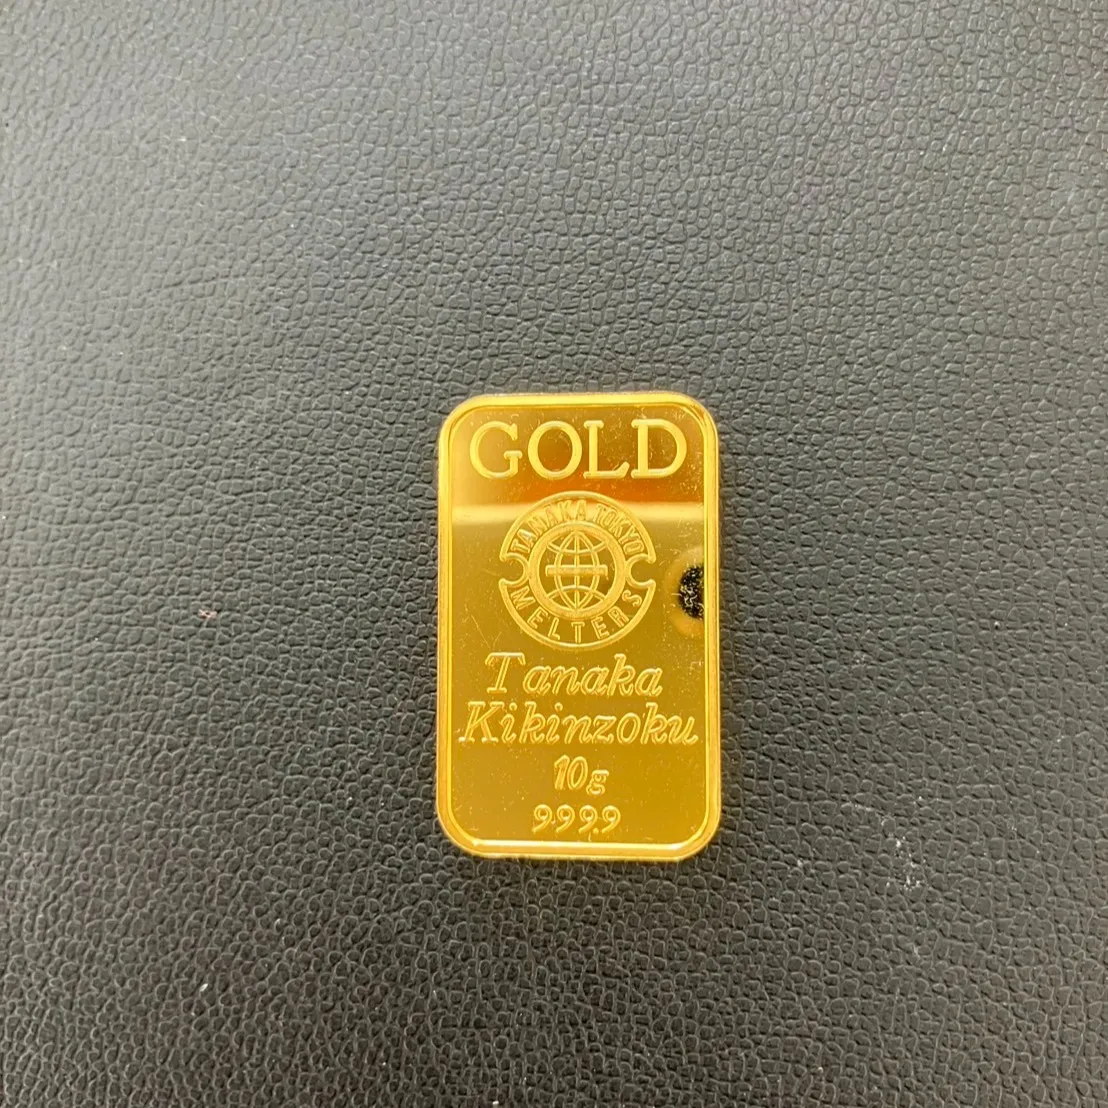 GOLD
TANAKA TOKYO
MELTERS
Tanaka
Kikinzoku
10g
999.9